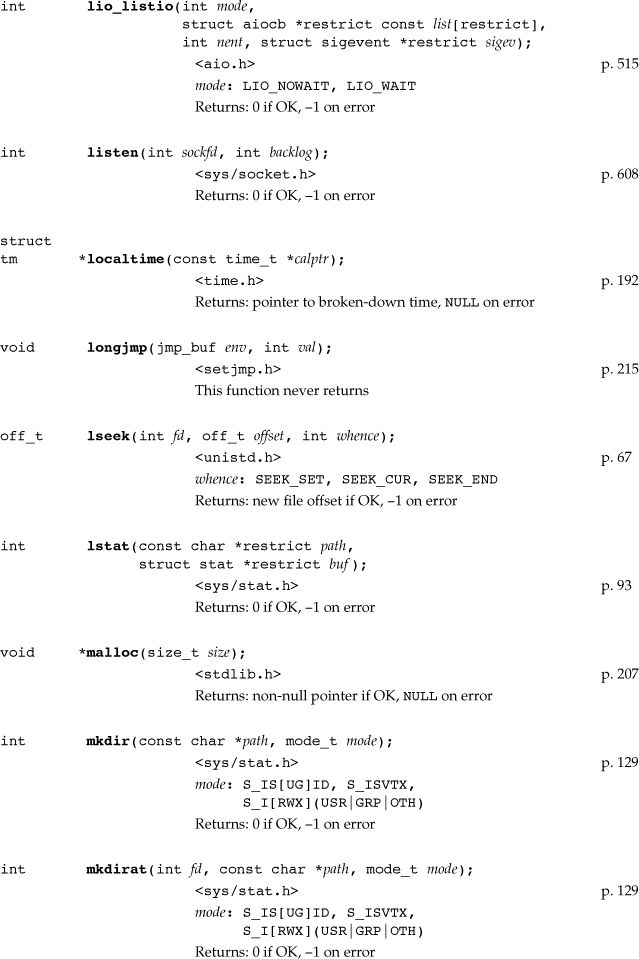 int lio_listio(int mode,
struct aiocb *restrict const list[restrict],
int nent, struct sigevent *restrict sigev);
<aio.h> p. 515
mode: LIO_NOWAIT, LIO_WAIT
Returns: 0 if OK, –1 on error
int listen(int sockfd, int backlog);
<sys/socket.h> p. 608
Returns: 0 if OK, –1 on error
struct
tm *localtime(const time_t *calptr);
<time.h> p. 192
Returns: pointer to broken-down time, NULL on error
void longjmp(jmp_buf env, int val);
<setjmp.h> p. 215
This function never returns
off_t lseek(int fd, off_t offset, int whence);
<unistd.h> p. 67
whence: SEEK_SET, SEEK_CUR, SEEK_END
Returns: new file offset if OK, –1 on error
int lstat(const char *restrict path,
struct stat *restrict buf);
<sys/stat.h> p. 93
Returns: 0 if OK, –1 on error
void *malloc(size_t size);
<stdlib.h> p. 207
Returns: non-null pointer if OK, NULL on error
int mkdir(const char *path, mode_t mode);
<sys/stat.h> p. 129
mode: S_IS[UG]ID, S_ISVTX,
S_I[RWX](USR|GRP|OTH)
Returns: 0 if OK, –1 on error
int mkdirat(int fd, const char *path, mode_t mode);
<sys/stat.h> p. 129
mode: S_IS[UG]ID, S_ISVTX,
S_I[RWX](USR|GRP|OTH)
Returns: 0 if OK, –1 on error